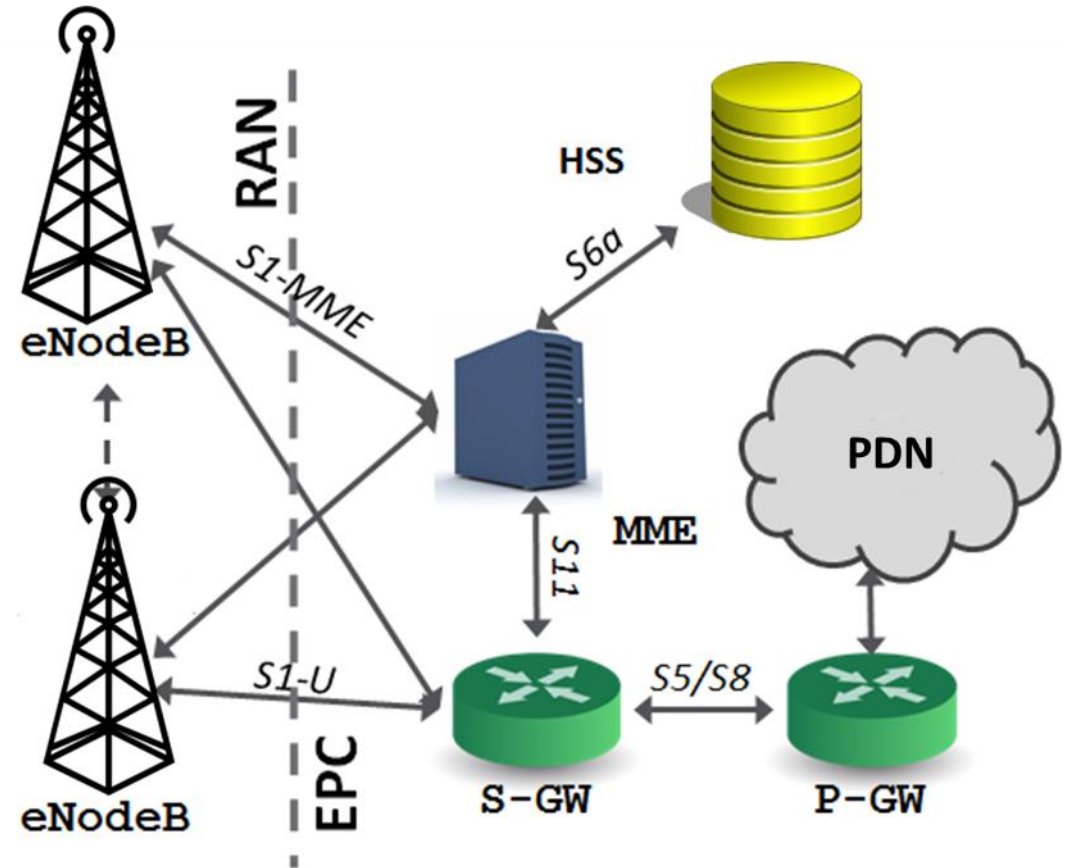 RAN
HSS
S6a
S1-MME
eNodeB
PDN
MME
S11
S1-U
S5/S8
EPC
S-GW
P-GW
eNodeB